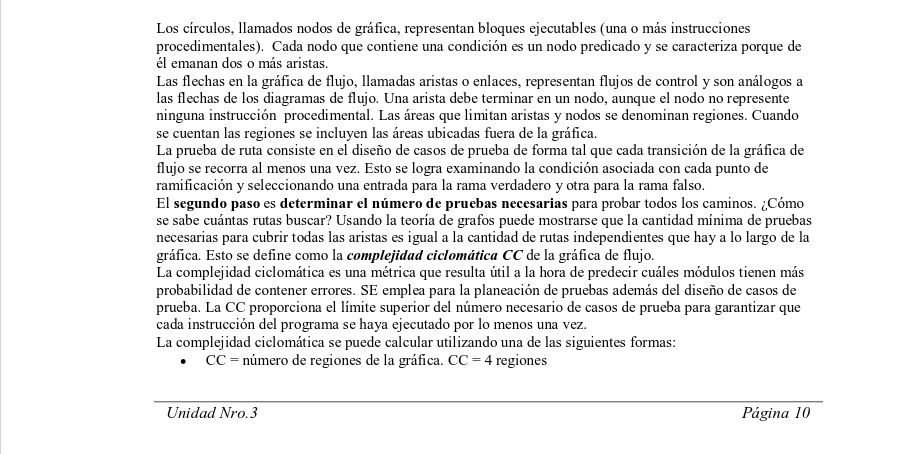 Los círculos, llamados nodos de gráfica, representan bloques ejecutables (una o más instrucciones
procedimentales).  Cada nodo que contiene una condición es un nodo predicado y se caracteriza porque de
él emanan dos o más aristas.
Las flechas en la gráfica de flujo, llamadas aristas o enlaces, representan flujos de control y son análogos a
las flechas de los diagramas de flujo. Una arista debe terminar en un nodo, aunque el nodo no represente
ninguna instrucción  procedimental. Las áreas que limitan aristas y nodos se denominan regiones. Cuando
se cuentan las regiones se incluyen las áreas ubicadas fuera de la gráfica.
La prueba de ruta consiste en el diseño de casos de prueba de forma tal que cada transición de la gráfica de
flujo se recorra al menos una vez. Esto se logra examinando la condición asociada con cada punto de
ramificación y seleccionando una entrada para la rama verdadero y otra para la rama falso.
El segundo paso es determinar el número de pruebas necesarias para probar todos los caminos. ¿Cómo
se sabe cuántas rutas buscar? Usando la teoría de grafos puede mostrarse que la cantidad mínima de pruebas
necesarias para cubrir todas las aristas es igual a la cantidad de rutas independientes que hay a lo largo de la
gráfica. Esto se define como la complejidad ciclomática CC de la gráfica de flujo.
La complejidad ciclomática es una métrica que resulta útil a la hora de predecir cuáles módulos tienen más
probabilidad de contener errores. SE emplea para la planeación de pruebas además del diseño de casos de
prueba. La CC proporciona el límite superior del número necesario de casos de prueba para garantizar que
cada instrucción del programa se haya ejecutado por lo menos una vez.
La complejidad ciclomática se puede calcular utilizando una de las siguientes formas:
• CC = número de regiones de la gráfica. CC = 4 regiones
Unidad Nro.3 Página 10